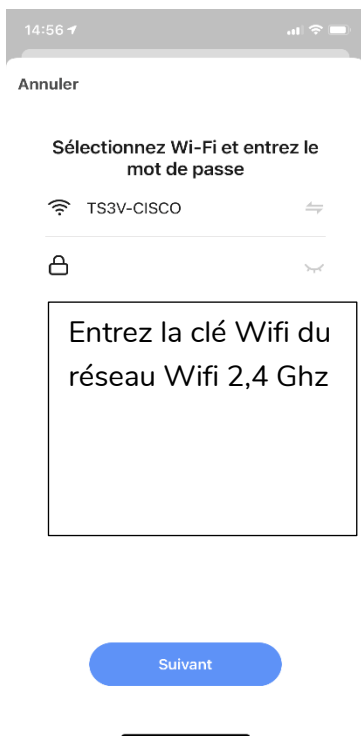 14:56
Annuler
Sélectionnez Wi-Fi et entrez le
mot de passe
TS3V-CISCO
Entrez la clé Wifi du
réseau Wifi 2,4 Ghz
Suivant